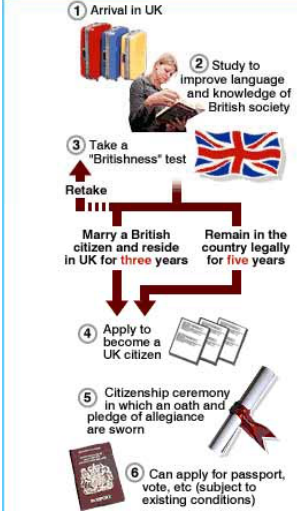 1 Arrival in UK
2 Study to
improve language
and knowledge of
British society
3 Take a
"Britishness" test
Retake
Marry a British
citizen and reside
in UK for three years
Remain in the
country legally
for five years
4 Apply to
become a
UK citizen
5 Citizenship ceremony
in which an oath and
pledge of allegiance
are sworn
6 Can apply for passport,
vote, etc (subject to
existing conditions)
PASSPORT